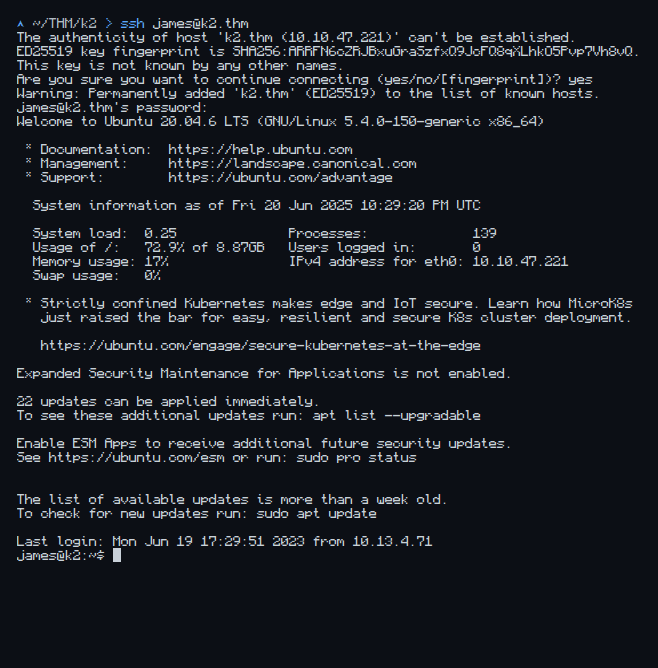 ⋏ ~/THM/k2 > ssh james@k2.thm
The authenticity of host 'k2.thm (10.10.47.221)' can't be established.
ED25519 key fingerprint is
This key is not known by any other names.
Are you sure you want to continue connecting (yes/no/[fingerprint])? yes
Warning: Permanently added 'k2.thm' (ED25519) to the list of known hosts.
james@k2.thm's password:
Welcome to Ubuntu 20.04.6 LTS (GNU/Linux 5.4.0-150-generic x86_64)
* Documentation: https://help.ubuntu.com
* Management: https://landscape.canonical.com
* Support: https://ubuntu.com/advantage
System information as of Fri 20 Jun 2025 10:29:20 PM UTC
System load: 0.25 Processes: 139
Usage of /: 72.9% of 8.87GB Users logged in: 0
Memory usage: 17% IPv4 address for eth0: 10.10.47.221
Swap usage: 0%
* Strictly confined Kubernetes makes edge and IoT secure. Learn how MicroK8s
just raised the bar for easy, resilient and secure K8s cluster deployment.
https://ubuntu.com/engage/secure-kubernetes-at-the-edge
Expanded Security Maintenance for Applications is not enabled.
22 updates can be applied immediately.
To see these additional updates run: apt list --upgradable
Enable ESM Apps to receive additional future security updates.
See https://ubuntu.com/esm or run: sudo pro status
The list of available updates is more than a week old.
To check for new updates run: sudo apt update
Last login: Mon Jun 19 17:29:51 2023 from 10.13.4.71
james@k2:~$